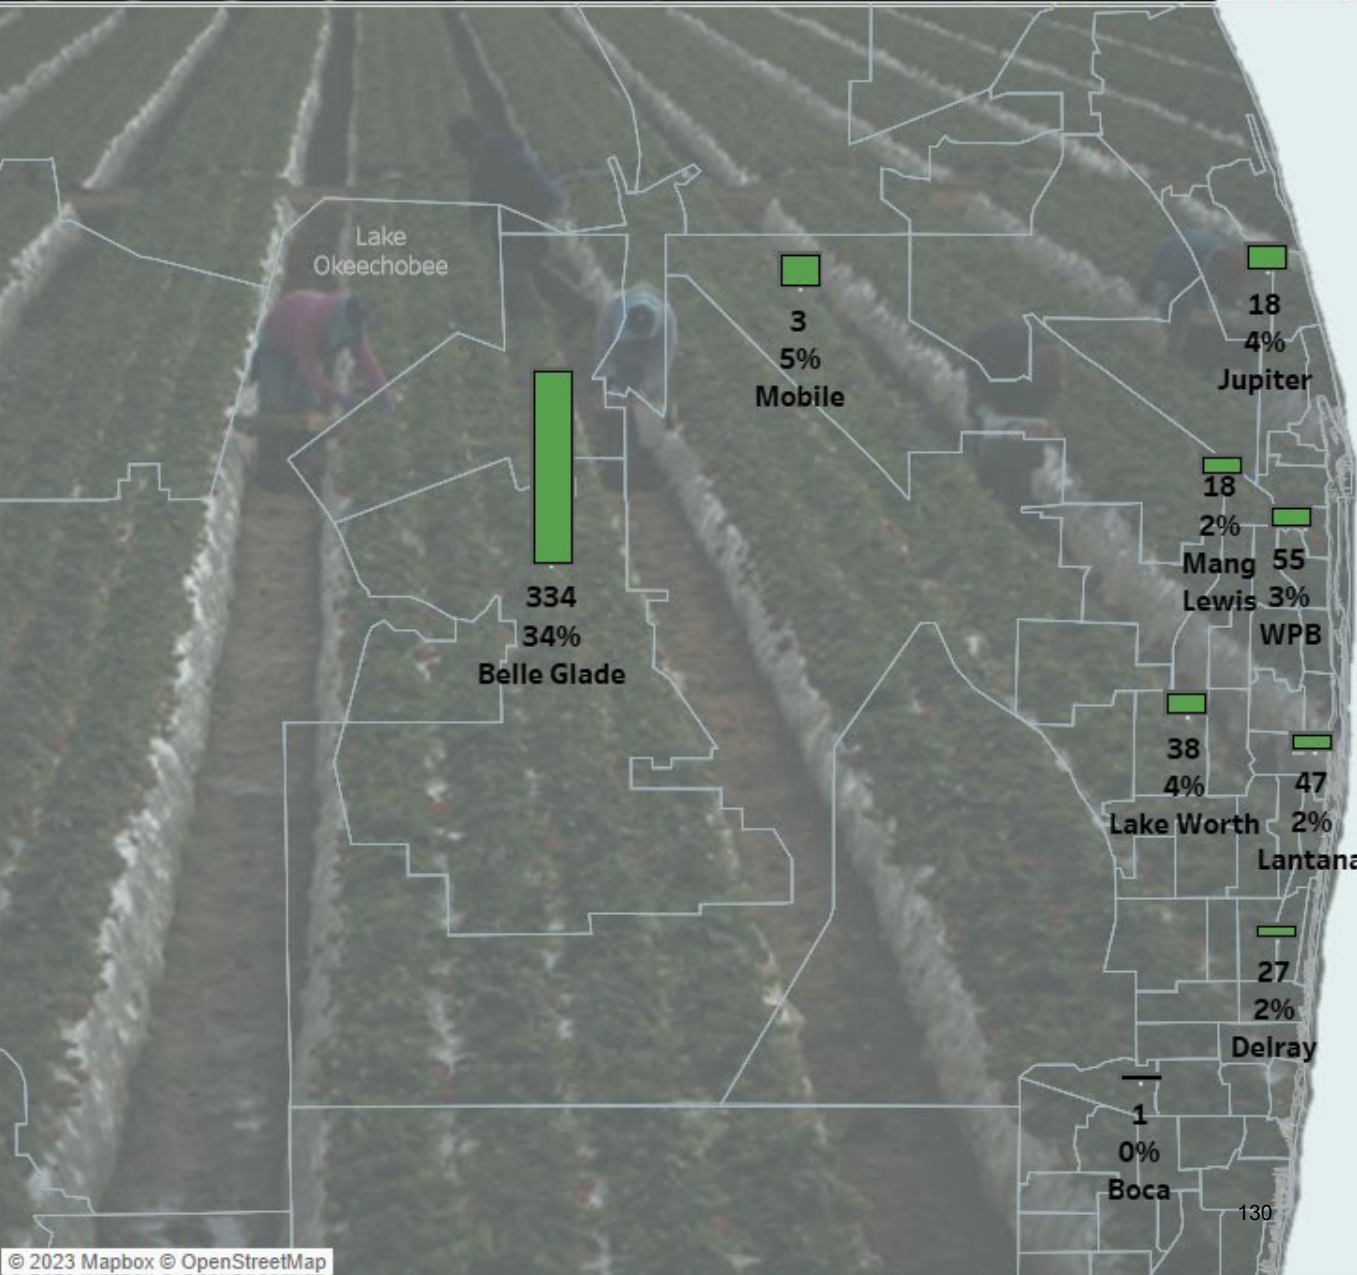 Lake
Okeechobee
3
5%
Mobile
18
4%
Jupiter
334
34%
Belle Glade
18
2%
Mang
Lewis
55
3%
WPB
38
4%
Lake Worth
47
2%
Lantana
27
2%
Delray
1
0%
Boca
130
© 2023 Mapbox © OpenStreetMap